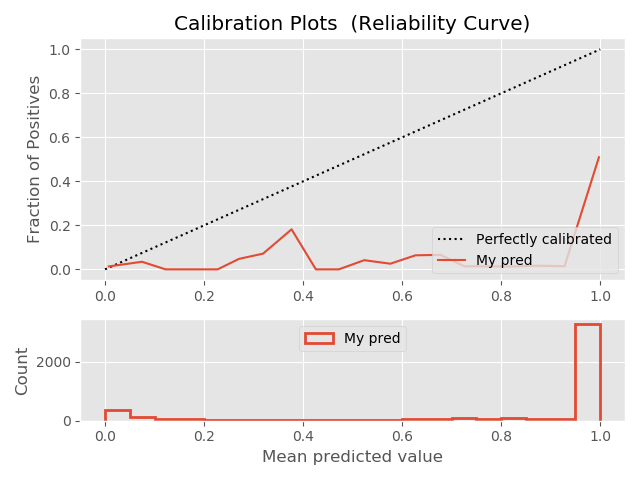 Calibration Plots  (Reliability Curve)
1.0
0.8
0.6
0.4
0.2
0.0
Fraction of Positives
Perfectly calibrated
My pred
0.0 0.2 0.4 0.6 0.8 1.0
My pred
2000
0
Count
0.0 0.2 0.4 0.6 0.8 1.0
Mean predicted value